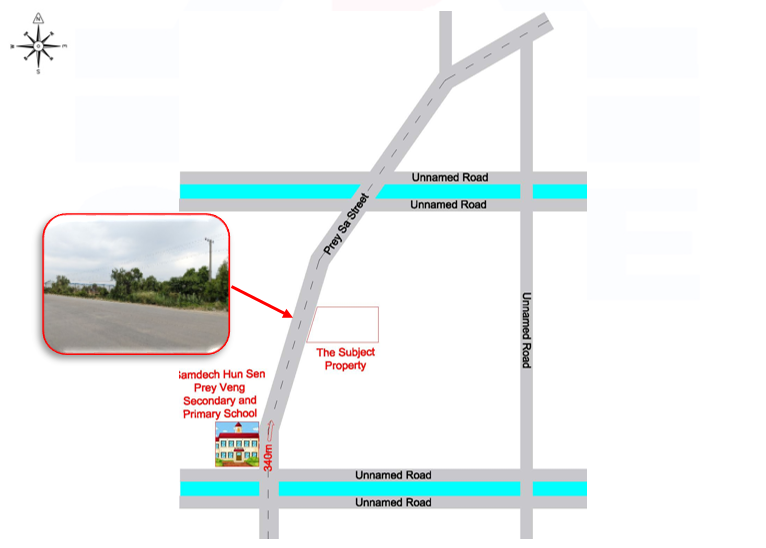 N
S
Unnamed Road
Unnamed Road
Prey Sa Street
Unnamed Road
The Subject
Property
Samdech Hun Sen
Prey Veng
Secondary and
Primary School
340m
Unnamed Road
Unnamed Road